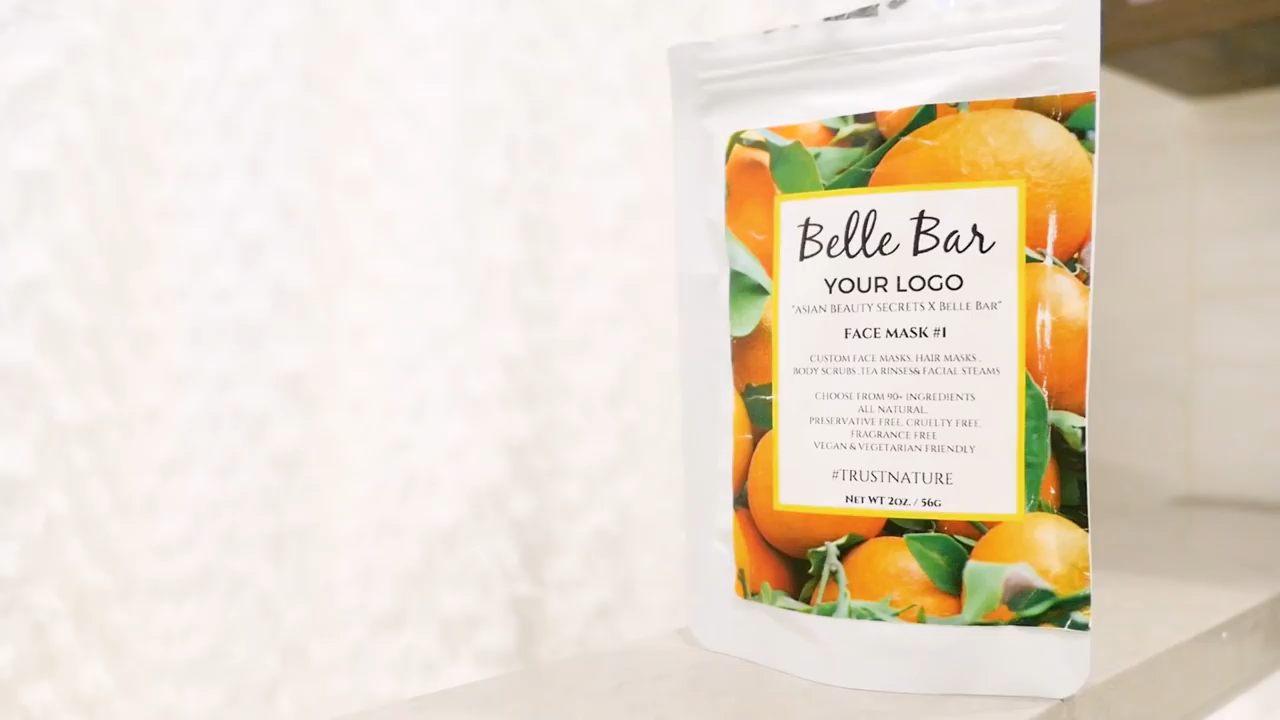 Belle Bar
YOUR LOGO
"ASIAN BEAUTY SECRETS X BELLE BAR"
FACE MASK #1
CUSTOM FACE MASKS, HAIR MASKS ,
BODY SCRUBS ,TEA RINSES& FACIAL STEAMS
CHOOSE FROM 90+ INGREDIENTS
ALL NATURAL,
PRESERVATIVE FREE, CRUELTY FREE,
FRAGRANCE FREE
VEGAN & VEGETARIAN FRIENDLY
#TRUSTNATURE
NET WT 2OZ. / 56G